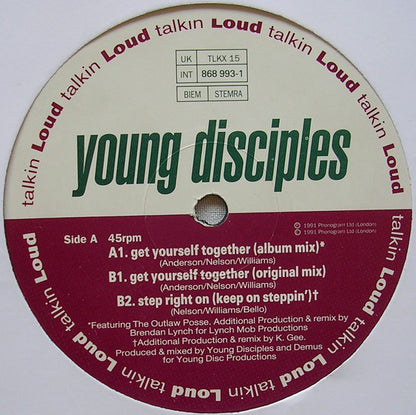 talkin Loud talkin Loud talkin Loud talkin Loud talkin Loud talkin Loud talkin Loud talkin Loud
UK TLKX 15
INT 868 993-1
BIEM STEMRA
young disciples
℗ 1991 Phonogram Ltd (London)
© 1991 Phonogram Ltd (London)
Side A 45rpm
A1. get yourself together (album mix)*
(Anderson/Nelson/Williams)
B1. get yourself together (original mix)
(Anderson/Nelson/Williams)
B2. step right on (keep on steppin')†
(Nelson/Williams/Bello)
*Featuring The Outlaw Posse. Additional Production & remix by
Brendan Lynch for Lynch Mob Productions
†Additional Production & remix by K. Gee.
Produced & mixed by Young Disciples and Demus
for Young Disc Productions